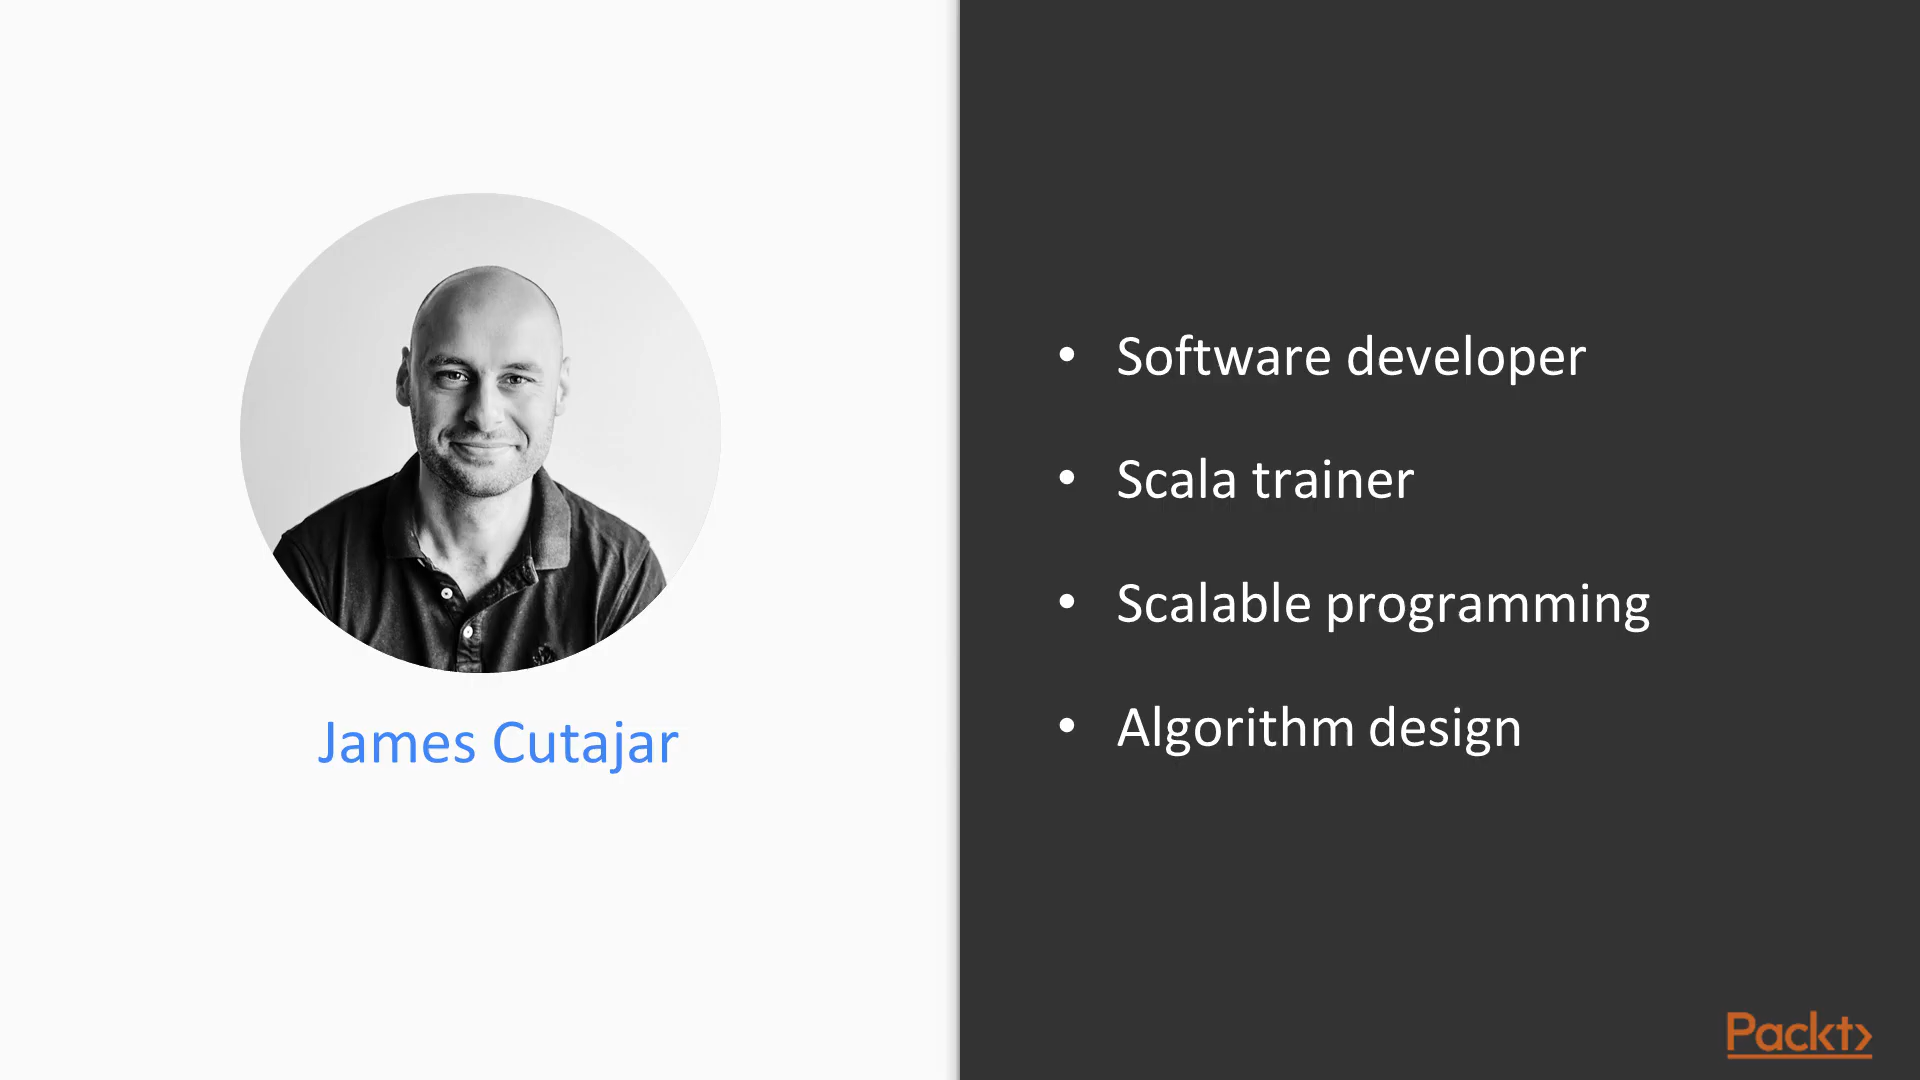 James Cutajar
• Software developer
• Scala trainer
• Scalable programming
• Algorithm design
Packt>